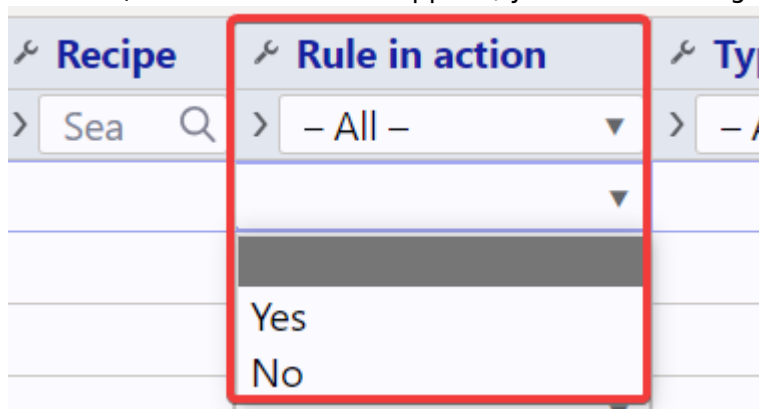 Recipe Rule in action
Sea – All –
Yes
No